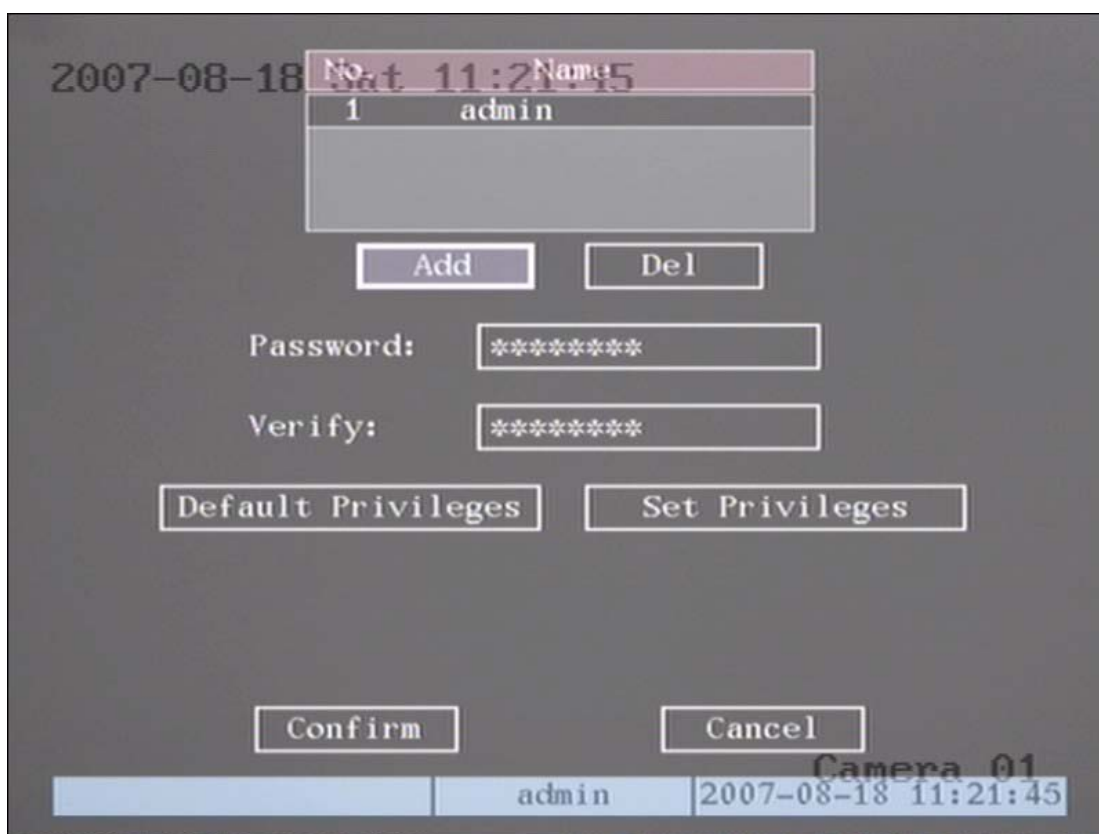 2007-08-18 Sat 11:21:45
No. Name
1 admin
Add Del
Password: ********
Verify: ********
Default Privileges Set Privileges
Confirm Cancel
Camera 01
admin 2007-08-18 11:21:45